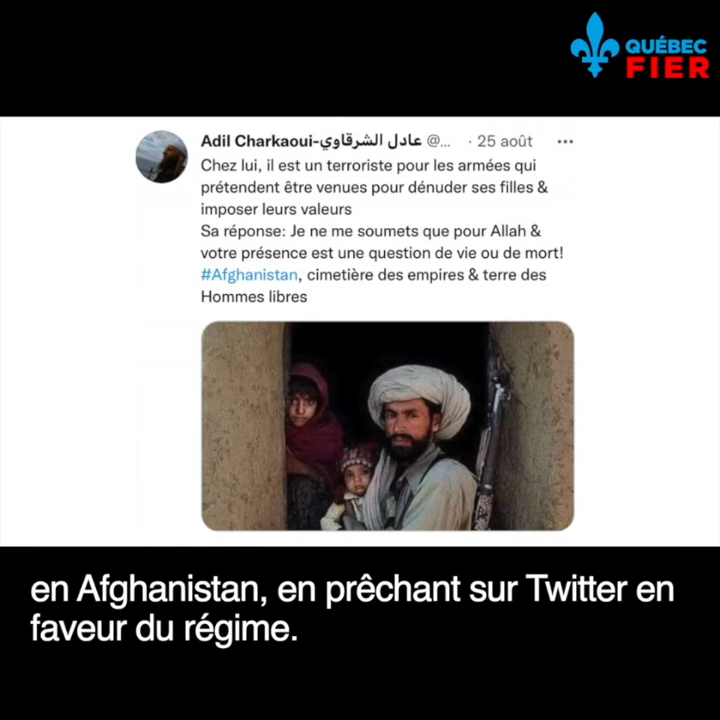 QUÉBEC
FIER
Adil Charkaoui-عادل الشرقاوي @... · 25 août ...
Chez lui, il est un terroriste pour les armées qui
prétendent être venues pour dénuder ses filles &
imposer leurs valeurs
Sa réponse: Je ne me soumets que pour Allah &
votre présence est une question de vie ou de mort!
#Afghanistan, cimetière des empires & terre des
Hommes libres
en Afghanistan, en prêchant sur Twitter en
faveur du régime.